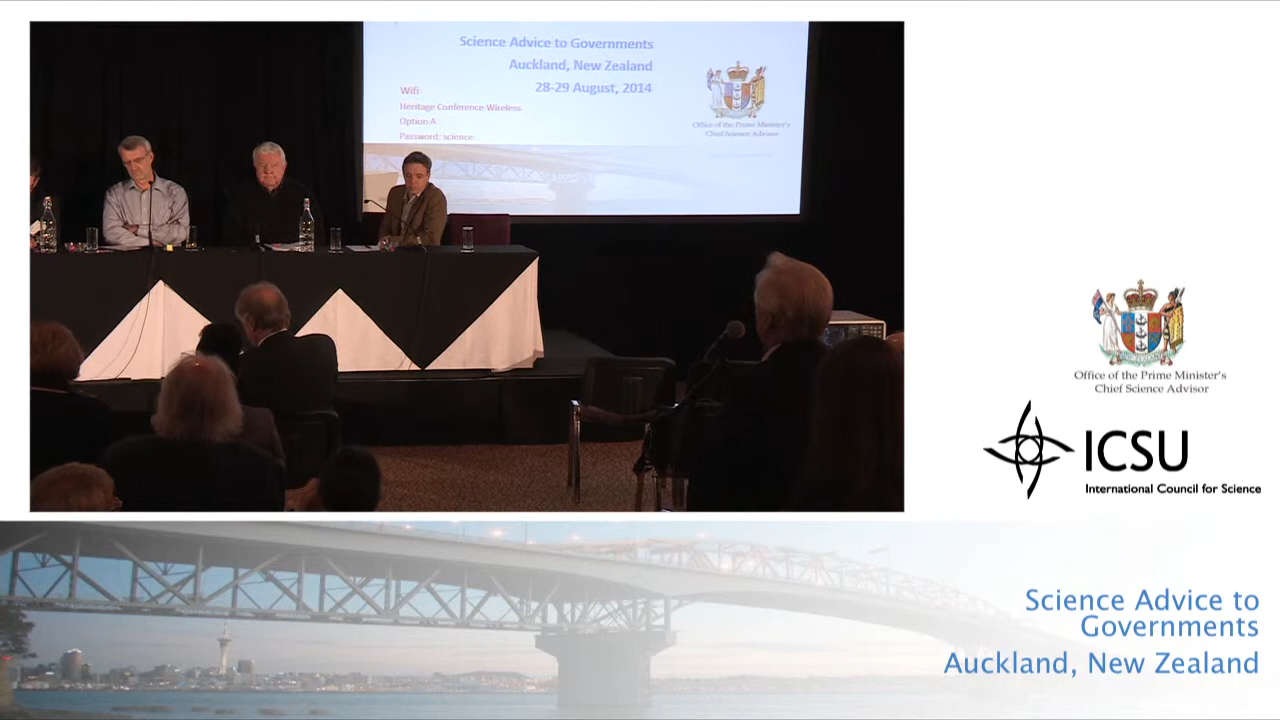 Science Advice to Governments
Auckland, New Zealand
28-29 August, 2014
Wifi
Heritage Conference Wireless
Option A
Password: science
Office of the Prime Minister's
Chief Science Advisor
Office of the Prime Minister's
Chief Science Advisor
ICSU
International Council for Science
Science Advice to
Governments
Auckland, New Zealand